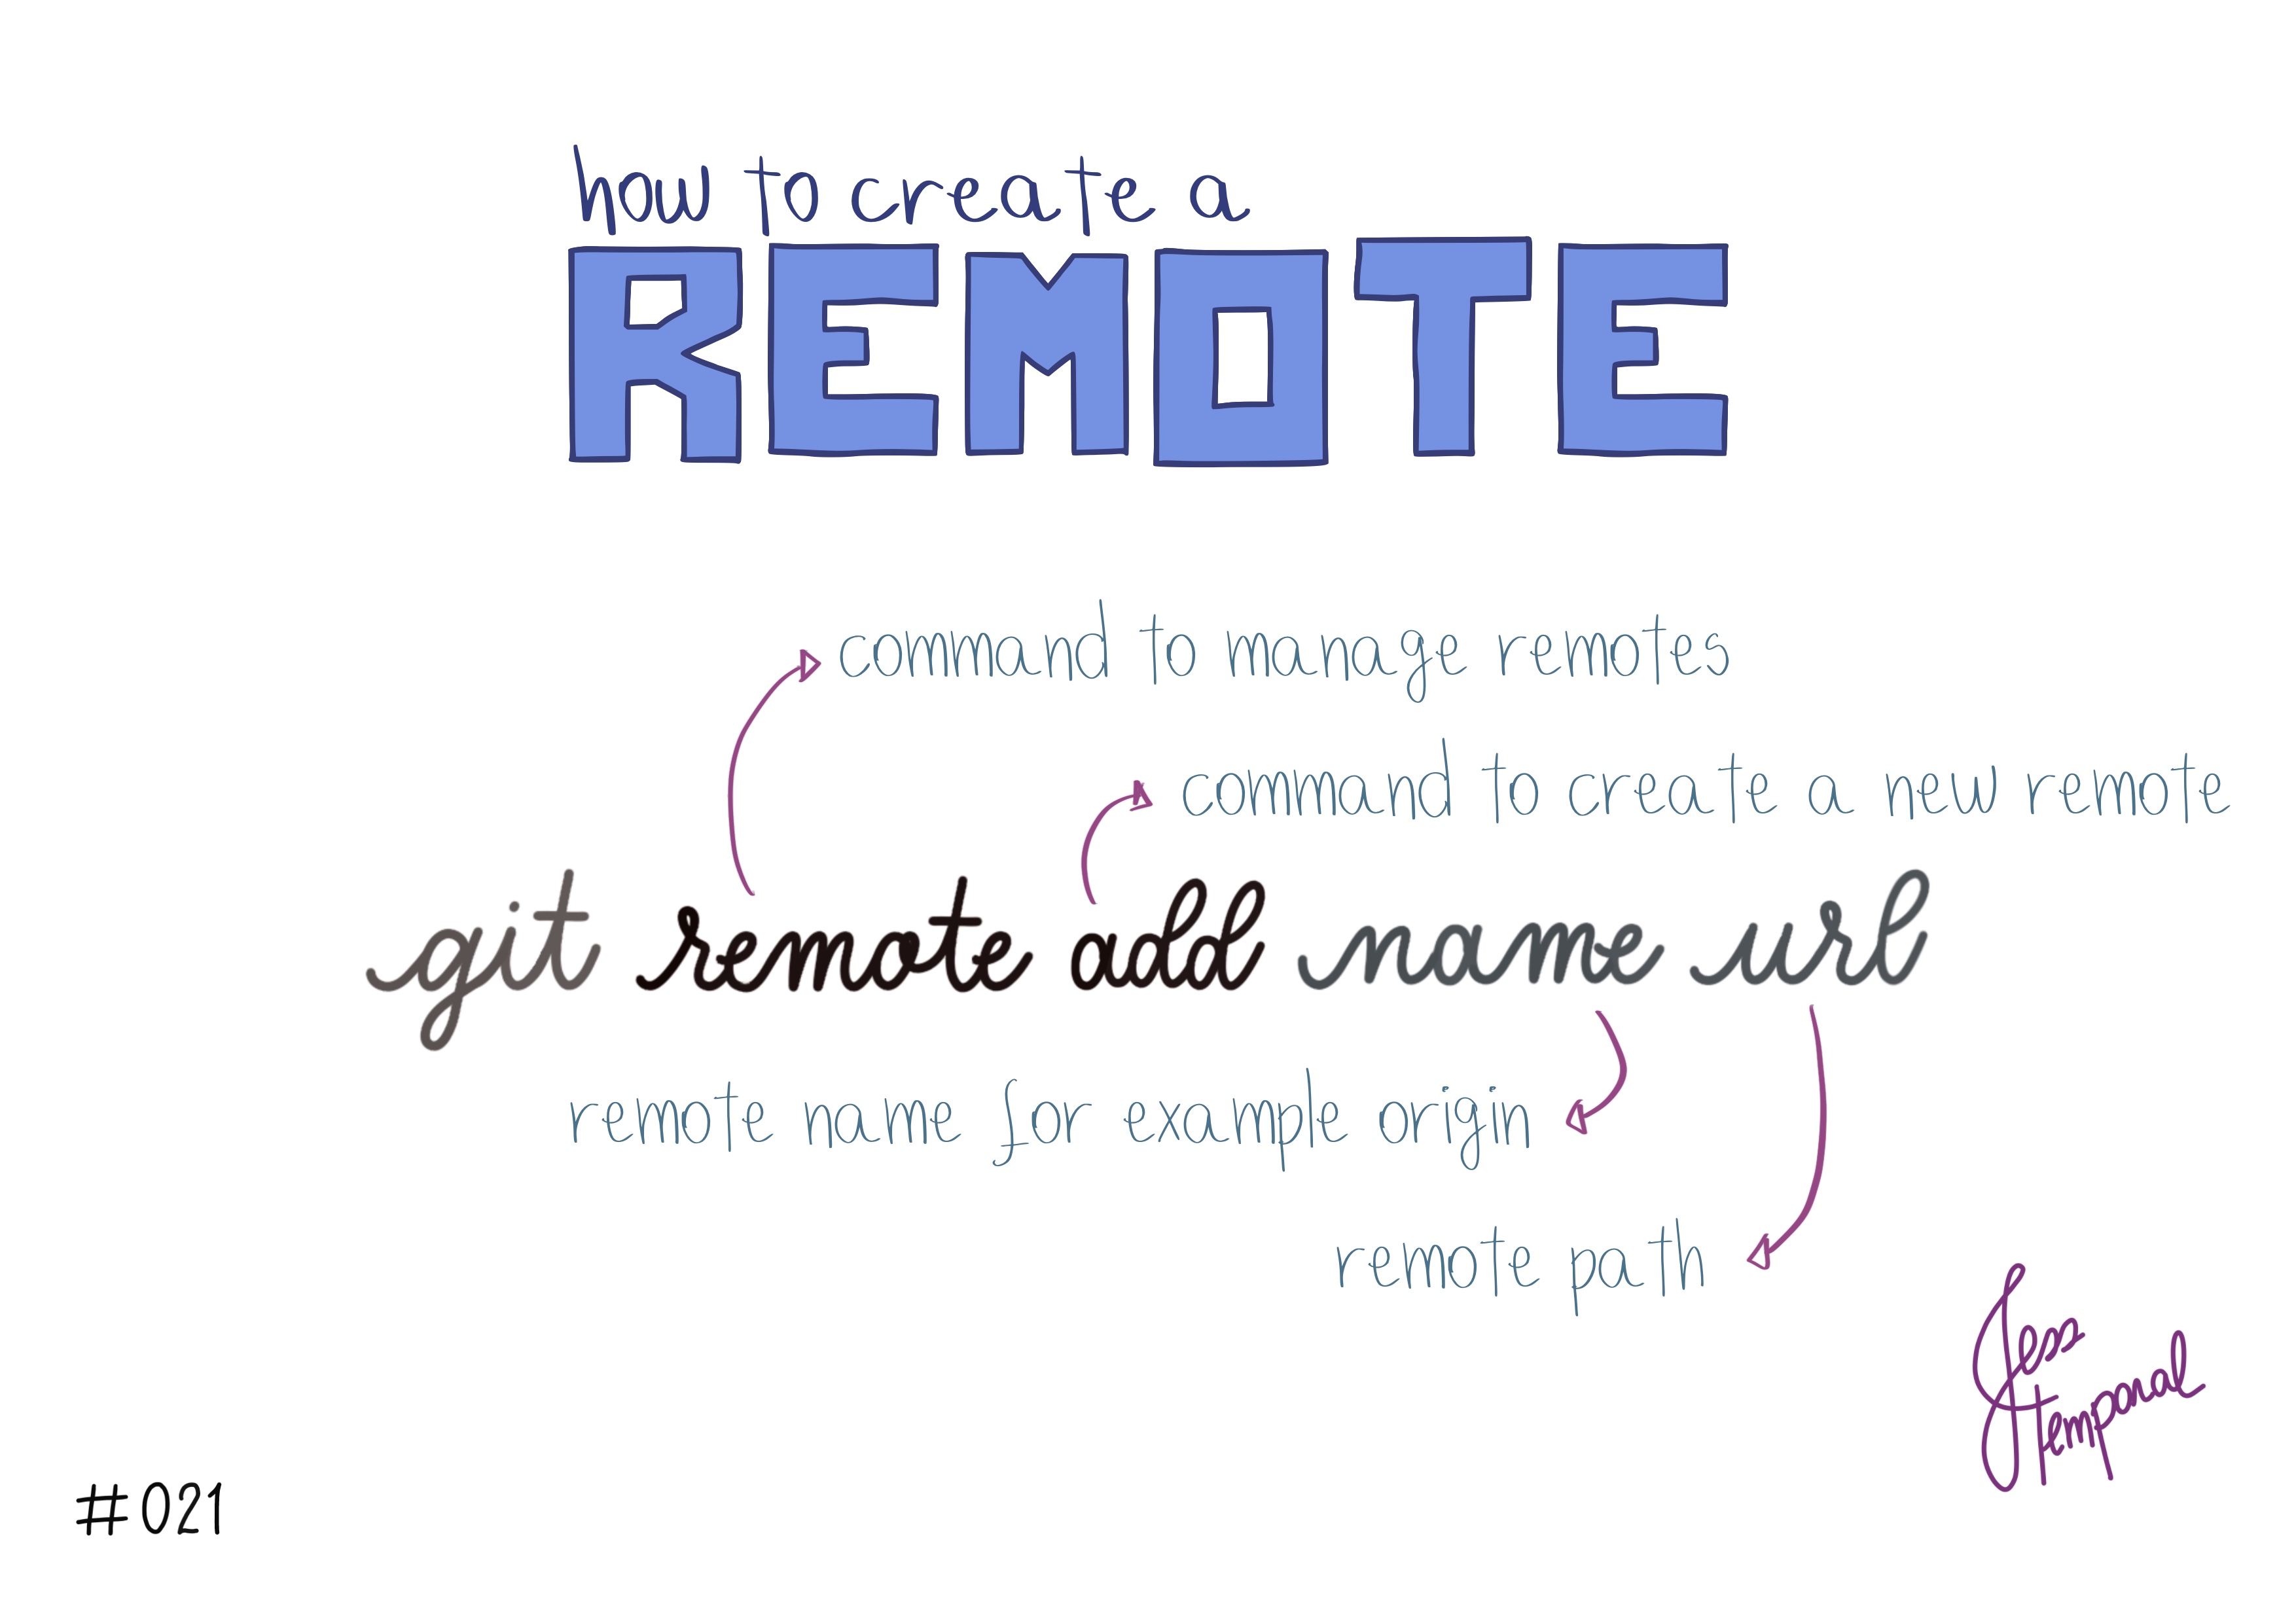 how to create a
REMOTE
command to manage remotes
command to create a new remote
git remote add name url
remote name for example origin
remote path
Jess
temporal
#021